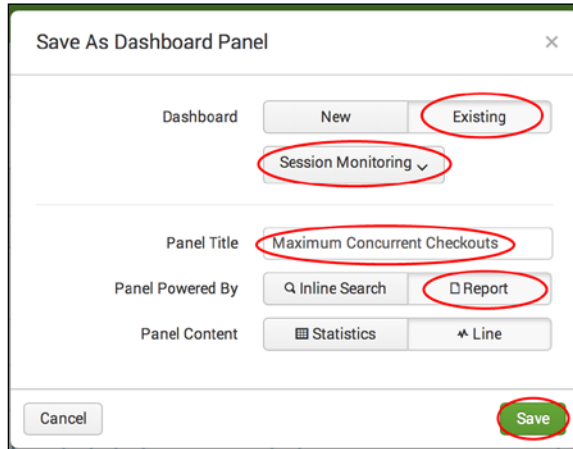 Save As Dashboard Panel ×
Dashboard New Existing
Session Monitoring
Panel Title Maximum Concurrent Checkouts
Panel Powered By Inline Search Report
Panel Content Statistics Line
Cancel Save